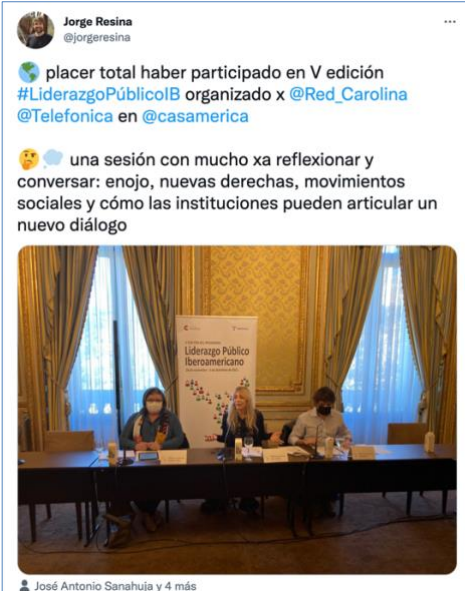 Jorge Resina
@jorgeresina
placer total haber participado en V edición
#LiderazgoPúblicoIB organizado x @Red_Carolina
@Telefonica en @casamerica
una sesión con mucho xa reflexionar y
conversar: enojo, nuevas derechas, movimientos
sociales y cómo las instituciones pueden articular un
nuevo diálogo
Liderazgo Público
Iberoamericano
José Antonio Sanahuja y 4 más